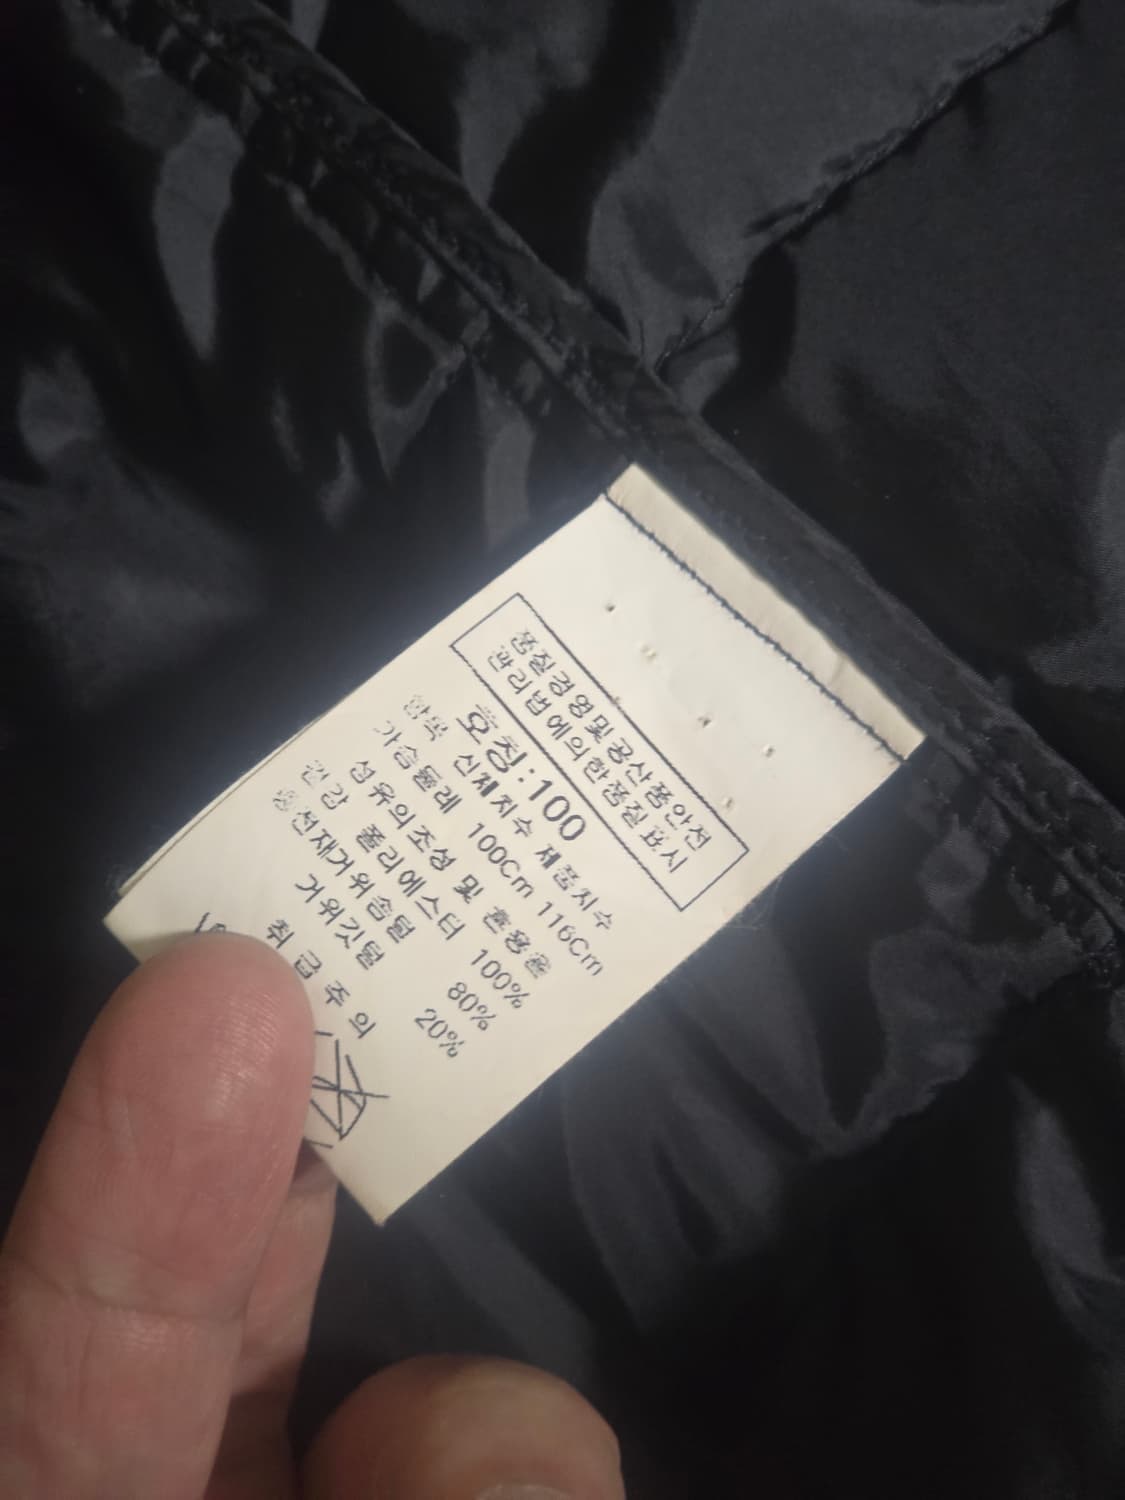 품질경영및공산품안전
관리법에의한품질표시
호칭:100
항목 신체치수 제품치수
가슴둘레 100Cm 116Cm
섬유의조성 및 혼용율
겉감 폴리에스터 100%
충전재거위솜털 80%
거위깃털 20%
취급주의